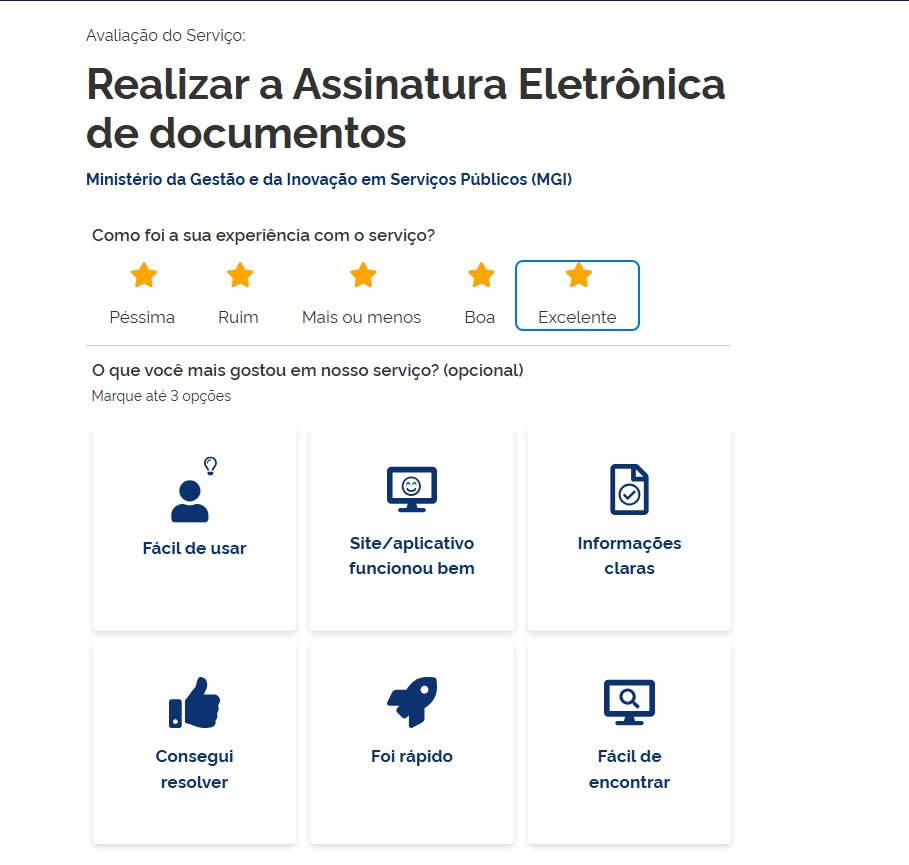 Avaliação do Serviço:
Realizar a Assinatura Eletrônica
de documentos
Ministério da Gestão e da Inovação em Serviços Públicos (MGI)
Como foi a sua experiência com o serviço?
Péssima Ruim Mais ou menos Boa Excelente
O que você mais gostou em nosso serviço? (opcional)
Marque até 3 opções
Fácil de usar
Site/aplicativo
funcionou bem
Informações
claras
Consegui
resolver
Foi rápido
Fácil de
encontrar